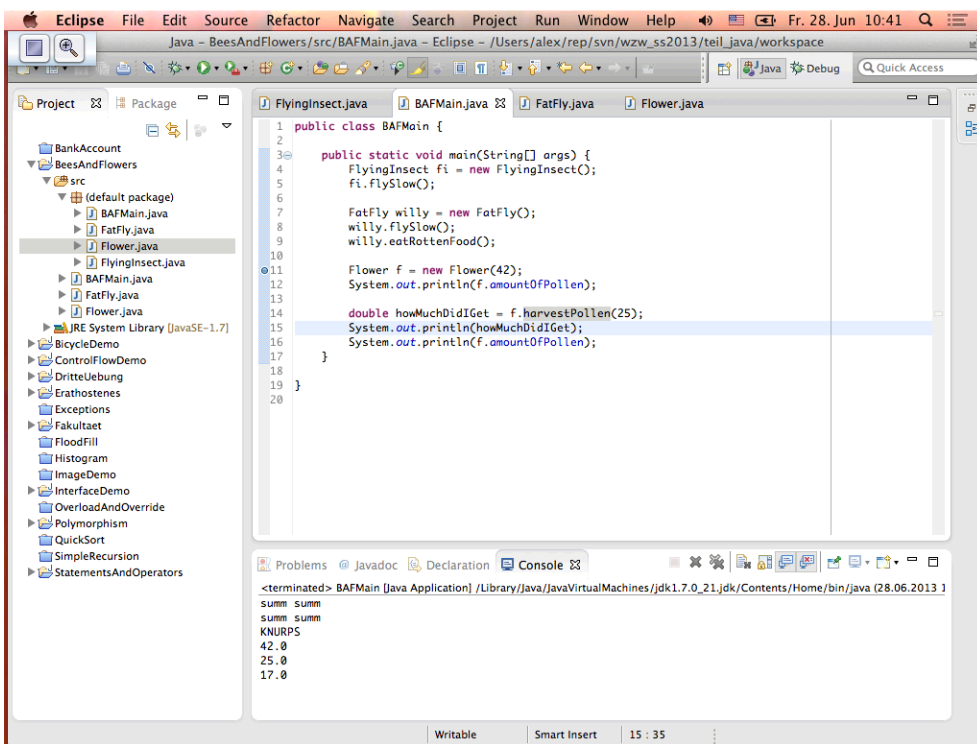 Eclipse File Edit Source Refactor Navigate Search Project Run Window Help Fr. 28. Jun 10:41
Java – BeesAndFlowers/src/BAFMain.java – Eclipse – /Users/alex/rep/svn/wzw_ss2013/teil_java/workspace
Java Debug Quick Access
Project Package
BankAccount
BeesAndFlowers
src
(default package)
BAFMain.java
FatFly.java
Flower.java
FlyingInsect.java
BAFMain.java
FatFly.java
Flower.java
JRE System Library [JavaSE-1.7]
BicycleDemo
ControlFlowDemo
DritteUebung
Erathostenes
Exceptions
Fakultaet
FloodFill
Histogram
ImageDemo
InterfaceDemo
OverloadAndOverride
Polymorphism
QuickSort
SimpleRecursion
StatementsAndOperators
FlyingInsect.java BAFMain.java FatFly.java Flower.java
1 public class BAFMain {
2
3 public static void main(String[] args) {
4 FlyingInsect fi = new FlyingInsect();
5 fi.flySlow();
6
7 FatFly willy = new FatFly();
8 willy.flySlow();
9 willy.eatRottenFood();
10
11 Flower f = new Flower(42);
12 System.out.println(f.amountOfPollen);
13
14 double howMuchDidIGet = f.harvestPollen(25);
15 System.out.println(howMuchDidIGet);
16 System.out.println(f.amountOfPollen);
17 }
18
19 }
20
Problems @ Javadoc Declaration Console
<terminated> BAFMain [Java Application] /Library/Java/JavaVirtualMachines/jdk1.7.0_21.jdk/Contents/Home/bin/java (28.06.2013 1
summ summ
summ summ
KNURPS
42.0
25.0
17.0
Writable Smart Insert 15 : 35